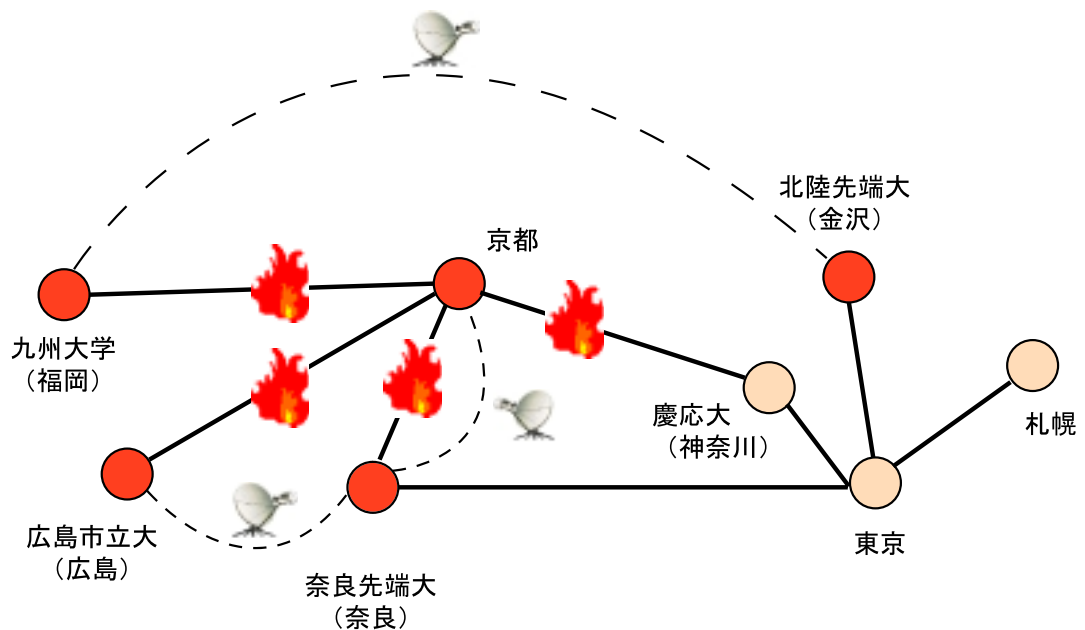 北陸先端大
（金沢）
京都
九州大学
（福岡）
慶応大
（神奈川）
札幌
広島市立大
（広島）
東京
奈良先端大
（奈良）